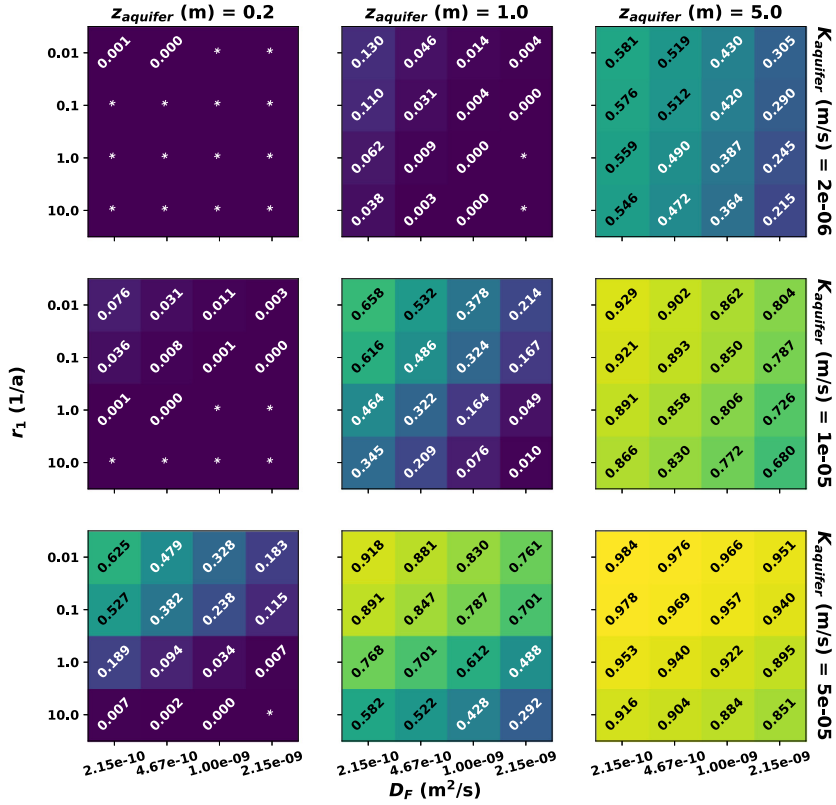 z_aquifer (m) = 0.2 z_aquifer (m) = 1.0 z_aquifer (m) = 5.0
0.01 0.001 0.000 * * 0.130 0.046 0.014 0.004 0.581 0.519 0.430 0.305
0.1 * * * * 0.110 0.031 0.004 0.000 0.576 0.512 0.420 0.290
1.0 * * * * 0.062 0.009 0.000 * 0.559 0.490 0.387 0.245
10.0 * * * * 0.038 0.003 0.000 * 0.546 0.472 0.364 0.215
K_aquifer (m/s) = 2e-06
0.01 0.076 0.031 0.011 0.003 0.658 0.532 0.378 0.214 0.929 0.902 0.862 0.804
0.1 0.036 0.008 0.001 0.000 0.616 0.486 0.324 0.167 0.921 0.893 0.850 0.787
1.0 0.001 0.000 * * 0.464 0.322 0.164 0.049 0.891 0.858 0.806 0.726
10.0 * * * * 0.345 0.209 0.076 0.010 0.866 0.830 0.772 0.680
K_aquifer (m/s) = 1e-05
r_1 (1/a)
0.01 0.625 0.479 0.328 0.183 0.918 0.881 0.830 0.761 0.984 0.976 0.966 0.951
0.1 0.527 0.382 0.238 0.115 0.891 0.847 0.787 0.701 0.978 0.969 0.957 0.940
1.0 0.189 0.094 0.034 0.007 0.768 0.701 0.612 0.488 0.953 0.940 0.922 0.895
10.0 0.007 0.002 0.000 * 0.582 0.522 0.428 0.292 0.916 0.904 0.884 0.851
K_aquifer (m/s) = 5e-05
2.15e-10 4.67e-10 1.00e-09 2.15e-09 2.15e-10 4.67e-10 1.00e-09 2.15e-09 2.15e-10 4.67e-10 1.00e-09 2.15e-09
D_F (m²/s)